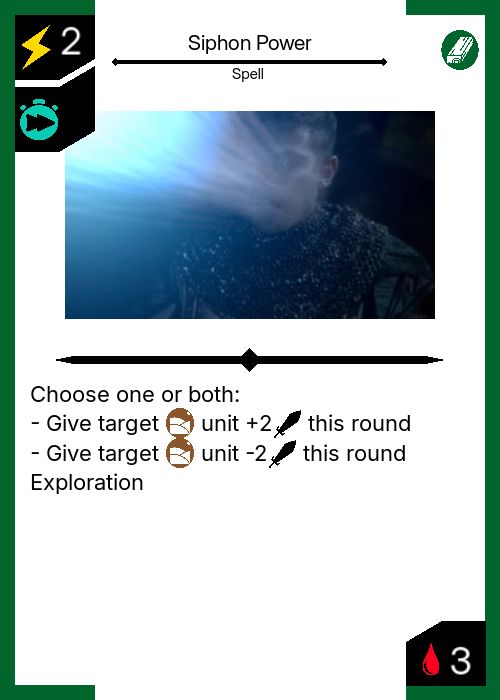 2
Siphon Power
Spell
Choose one or both:
- Give target unit +2 this round
- Give target unit -2 this round
Exploration
3